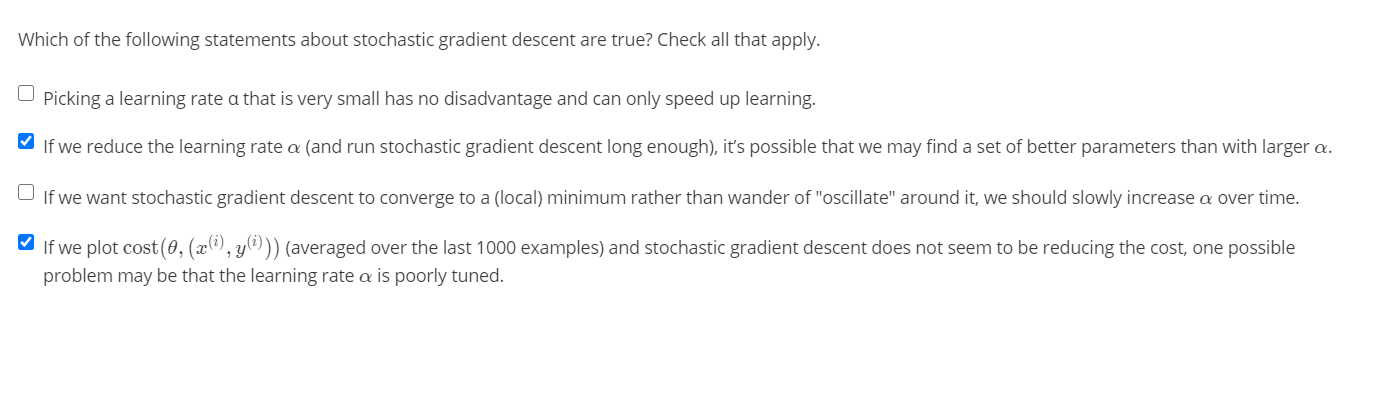 Which of the following statements about stochastic gradient descent are true? Check all that apply.
Picking a learning rate α that is very small has no disadvantage and can only speed up learning.
If we reduce the learning rate α (and run stochastic gradient descent long enough), it's possible that we may find a set of better parameters than with larger α.
If we want stochastic gradient descent to converge to a (local) minimum rather than wander of "oscillate" around it, we should slowly increase α over time.
If we plot cost(θ, (x⁽ⁱ⁾, y⁽ⁱ⁾)) (averaged over the last 1000 examples) and stochastic gradient descent does not seem to be reducing the cost, one possible
problem may be that the learning rate α is poorly tuned.